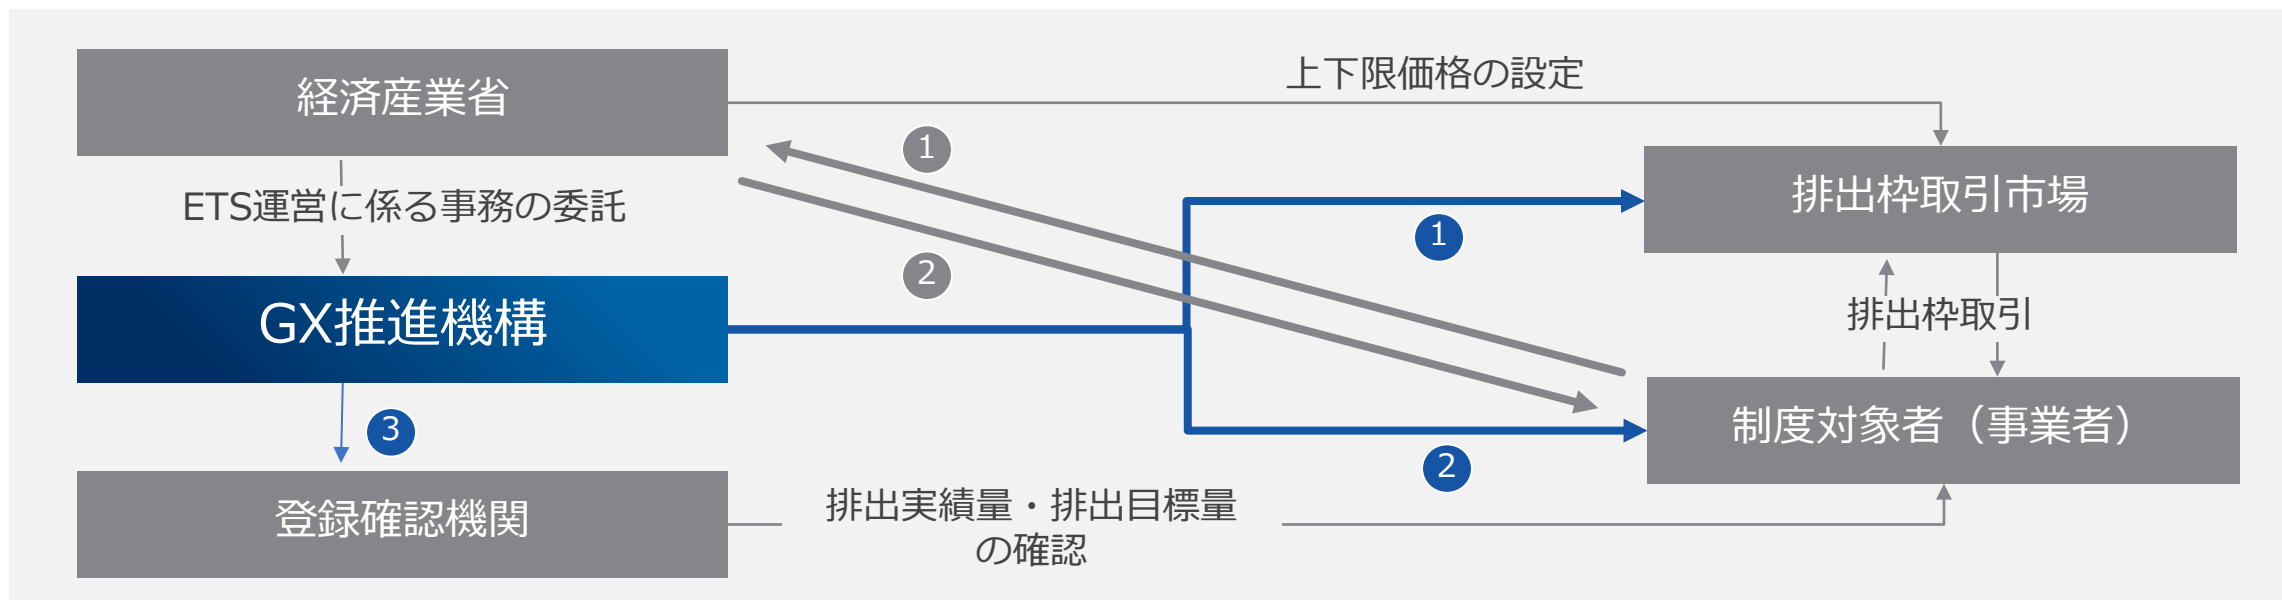 経済産業省
上下限価格の設定
1
排出枠取引市場
ETS運営に係る事務の委託
1
2
GX推進機構
排出枠取引
3
制度対象者（事業者）
2
登録確認機関
排出実績量・排出目標量
の確認